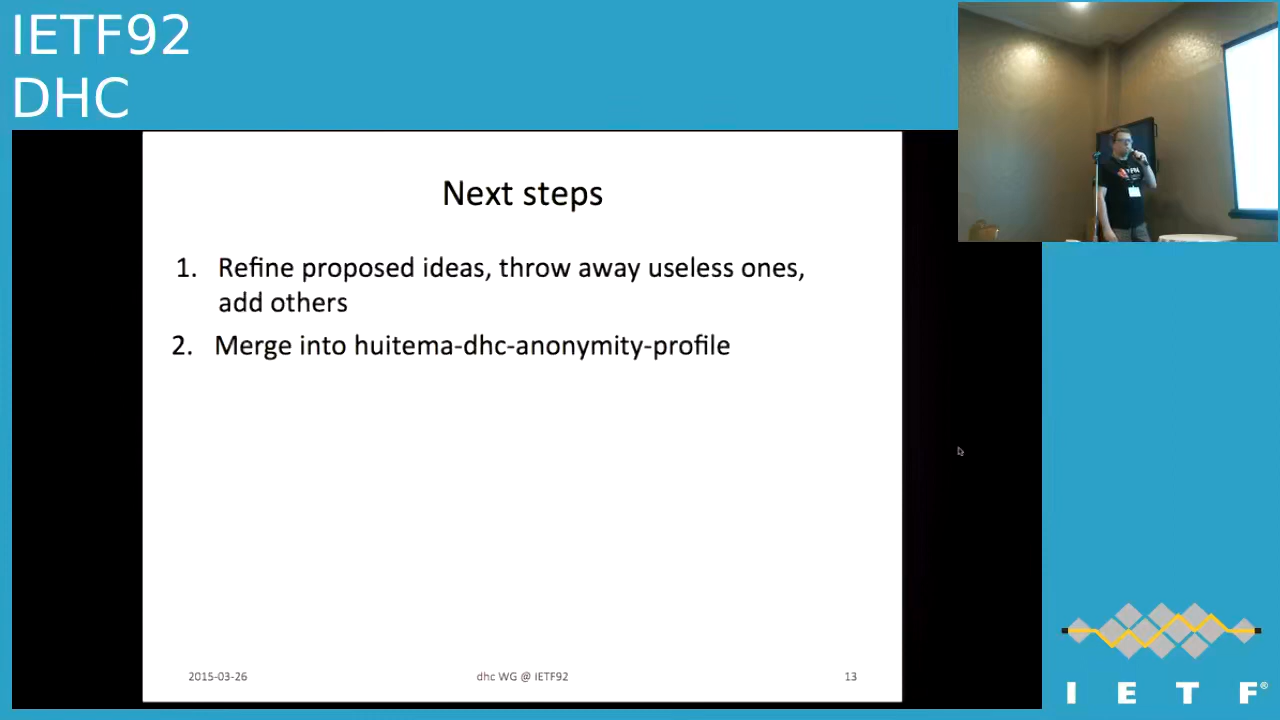 IETF92
DHC
Next steps
1. Refine proposed ideas, throw away useless ones,
add others
2. Merge into huitema-dhc-anonymity-profile
2015-03-26
dhc WG @ IETF92
13
I E T F®